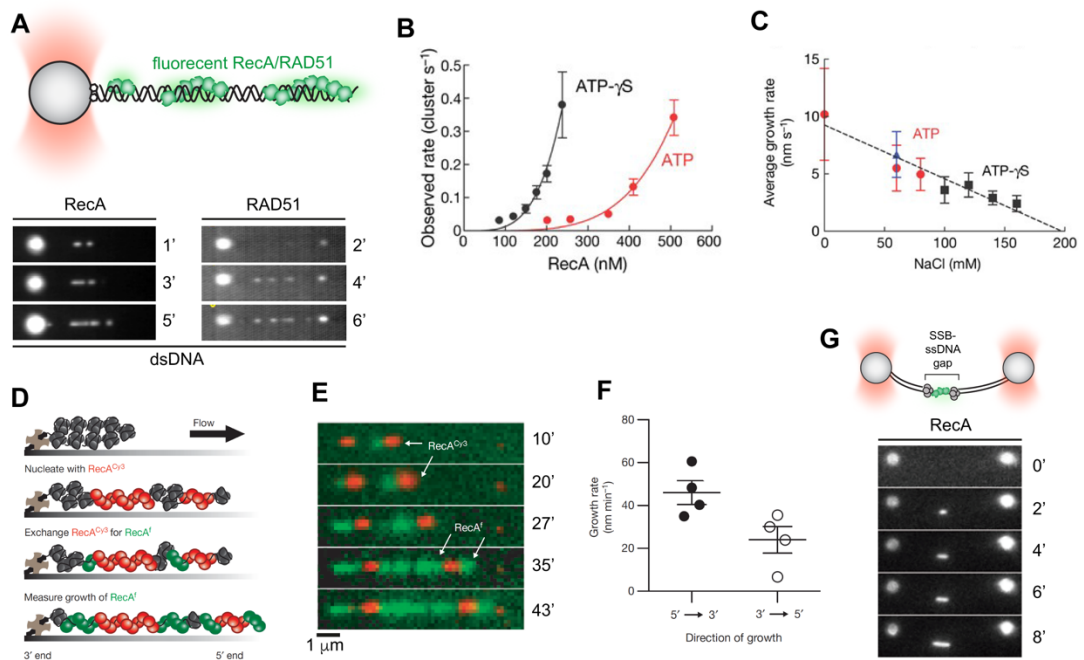 A
fluorescent RecA/RAD51
RecA
RAD51
1’
2’
3’
4’
5’
6’
dsDNA
B
Observed rate (cluster s⁻¹)
0.5
0.4
0.3
0.2
0.1
0
0 100 200 300 400 500 600
RecA (nM)
ATP-γS
ATP
C
Average growth rate
(nm s⁻¹)
15
10
5
0
0 50 100 150 200
NaCl (mM)
ATP
ATP-γS
D
Flow
Nucleate with RecA^Cy3
Exchange RecA^Cy3 for RecA^f
Measure growth of RecA^f
3′ end
5′ end
E
RecA^Cy3
RecA^f
10’
20’
27’
35’
43’
1 μm
F
Growth rate
(nm min⁻¹)
80
60
40
20
0
5′ → 3′
3′ → 5′
Direction of growth
G
SSB-
ssDNA
gap
RecA
0’
2’
4’
6’
8’